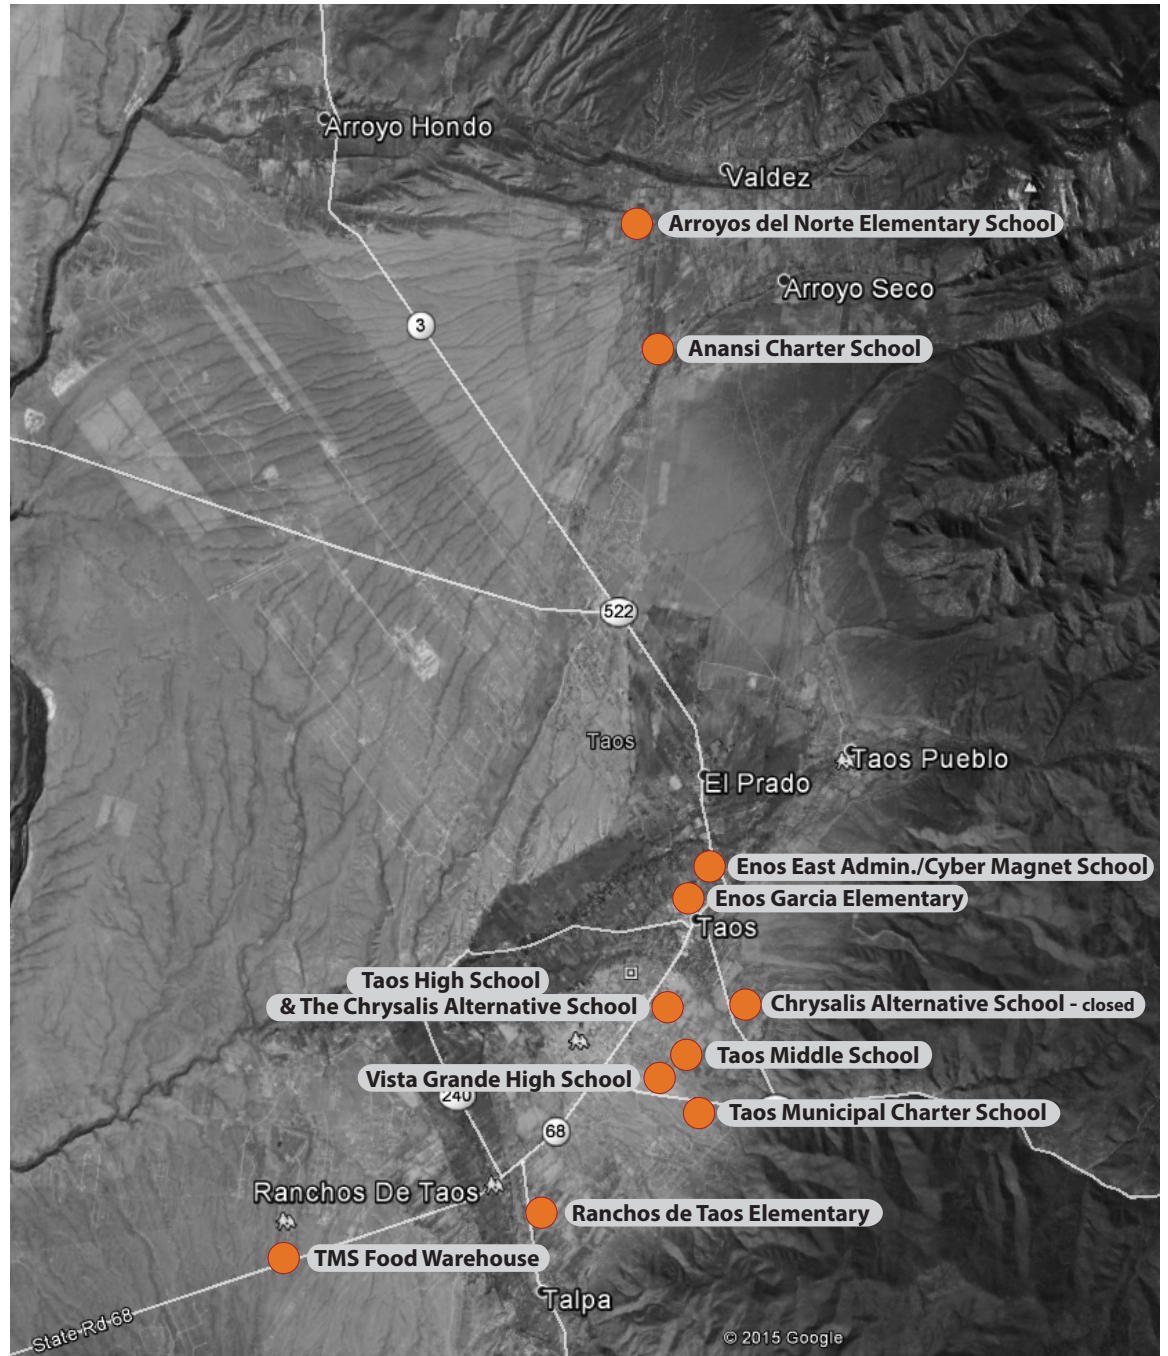 Arroyo Hondo
Valdez
Arroyos del Norte Elementary School
Arroyo Seco
3
Anansi Charter School
522
Taos
Taos Pueblo
El Prado
Enos East Admin./Cyber Magnet School
Enos Garcia Elementary
Taos
Taos High School
& The Chrysalis Alternative School
Chrysalis Alternative School - closed
Taos Middle School
Vista Grande High School
240
Taos Municipal Charter School
68
Ranchos De Taos
Ranchos de Taos Elementary
TMS Food Warehouse
Talpa
State Rd 68
© 2015 Google